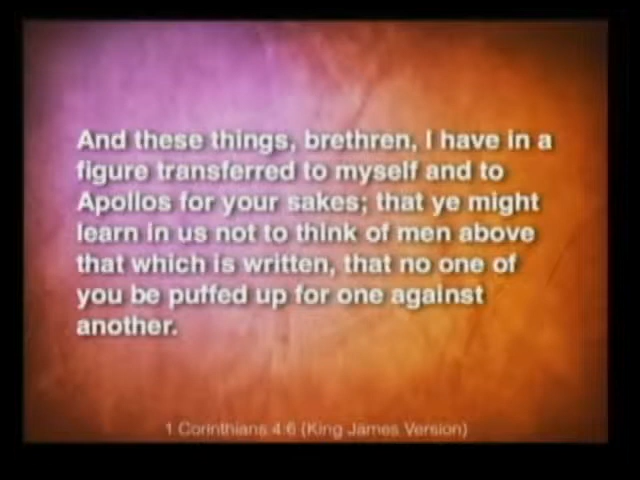 And these things, brethren, I have in a
figure transferred to myself and to
Apollos for your sakes; that ye might
learn in us not to think of men above
that which is written, that no one of
you be puffed up for one against
another.
1 Corinthians 4:6 (King James Version)